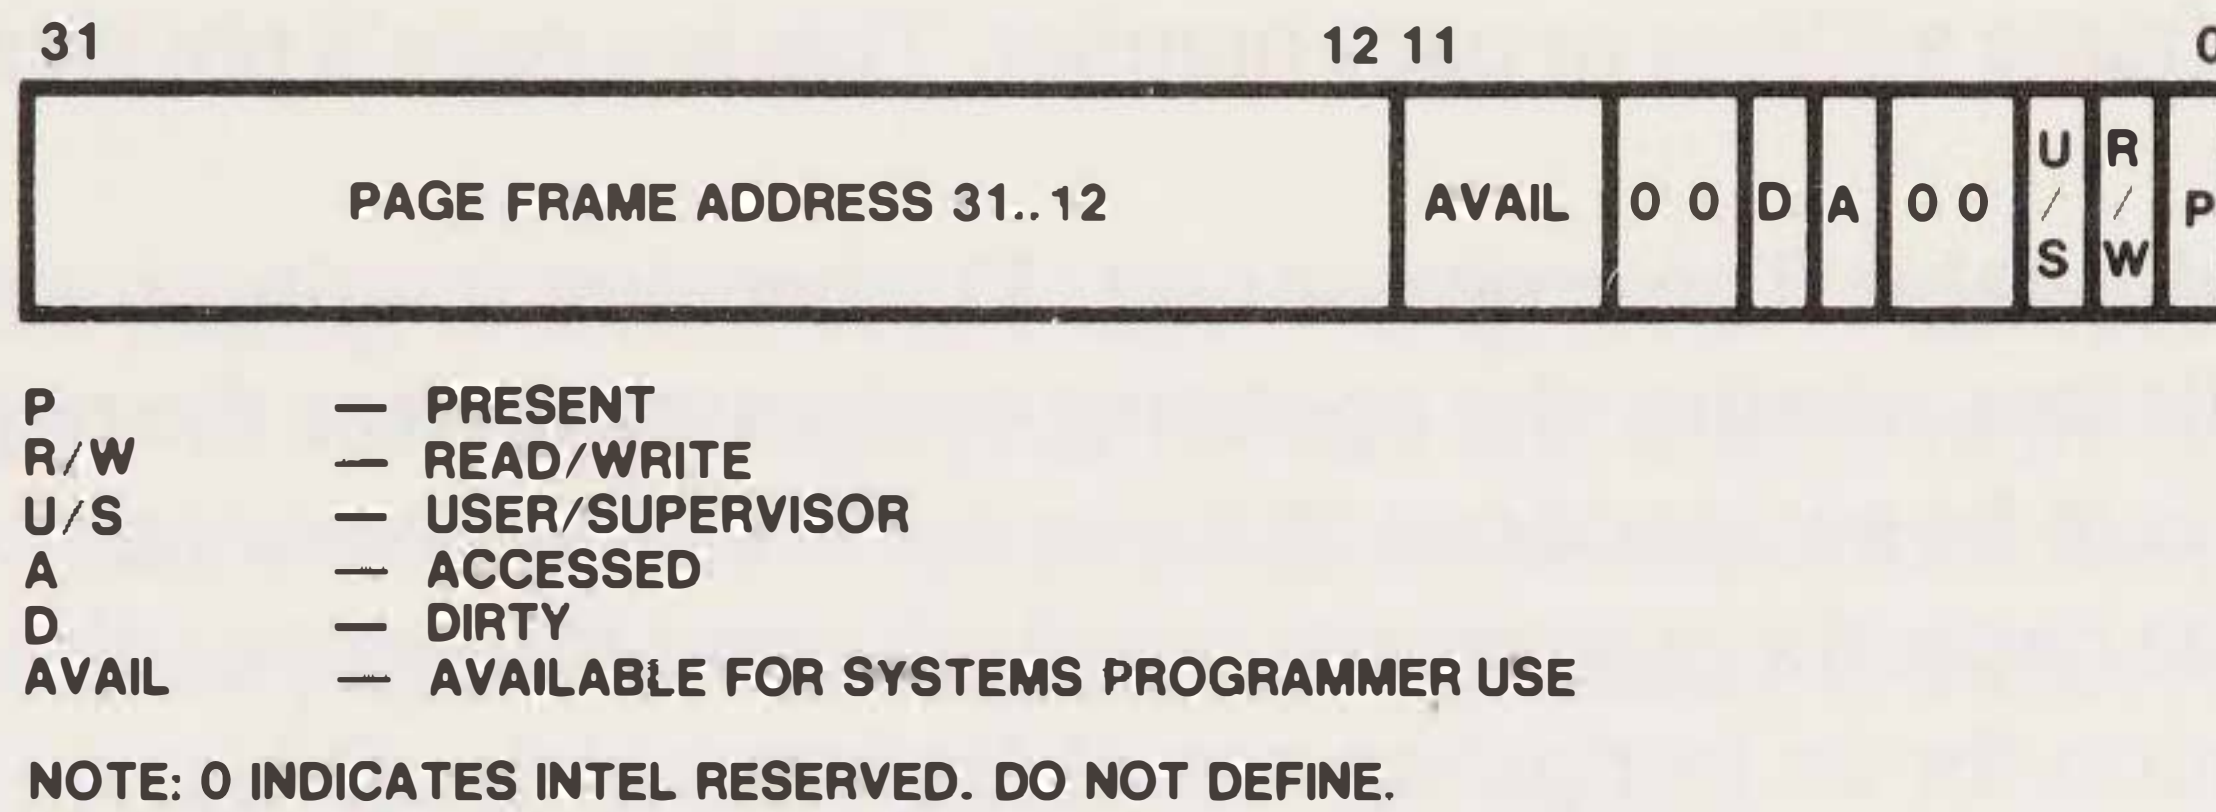 31 12 11 0
PAGE FRAME ADDRESS 31..12 AVAIL 0 0 D A 0 0 U/S R/W P
P — PRESENT
R/W — READ/WRITE
U/S — USER/SUPERVISOR
A — ACCESSED
D — DIRTY
AVAIL — AVAILABLE FOR SYSTEMS PROGRAMMER USE
NOTE: 0 INDICATES INTEL RESERVED. DO NOT DEFINE.